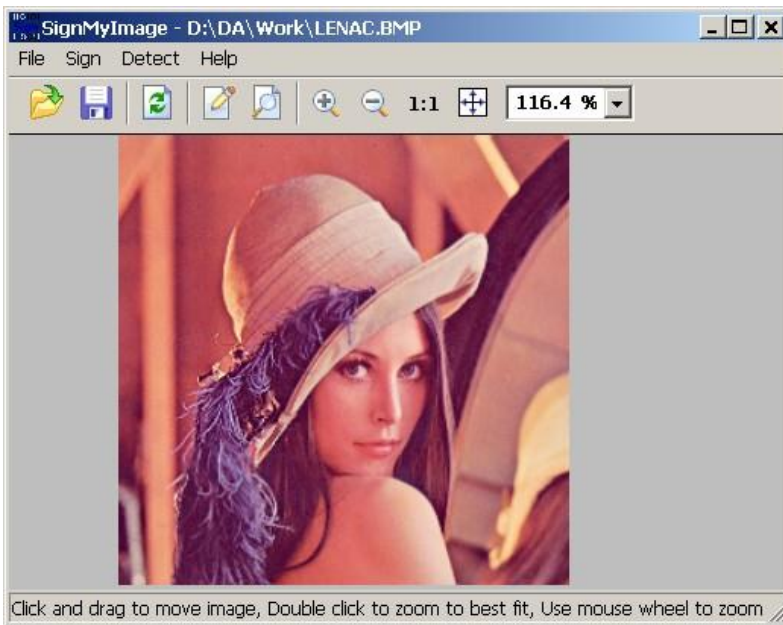 SignMyImage - D:\DA\Work\LENAC.BMP
File Sign Detect Help
1:1 116.4 %
Click and drag to move image, Double click to zoom to best fit, Use mouse wheel to zoom